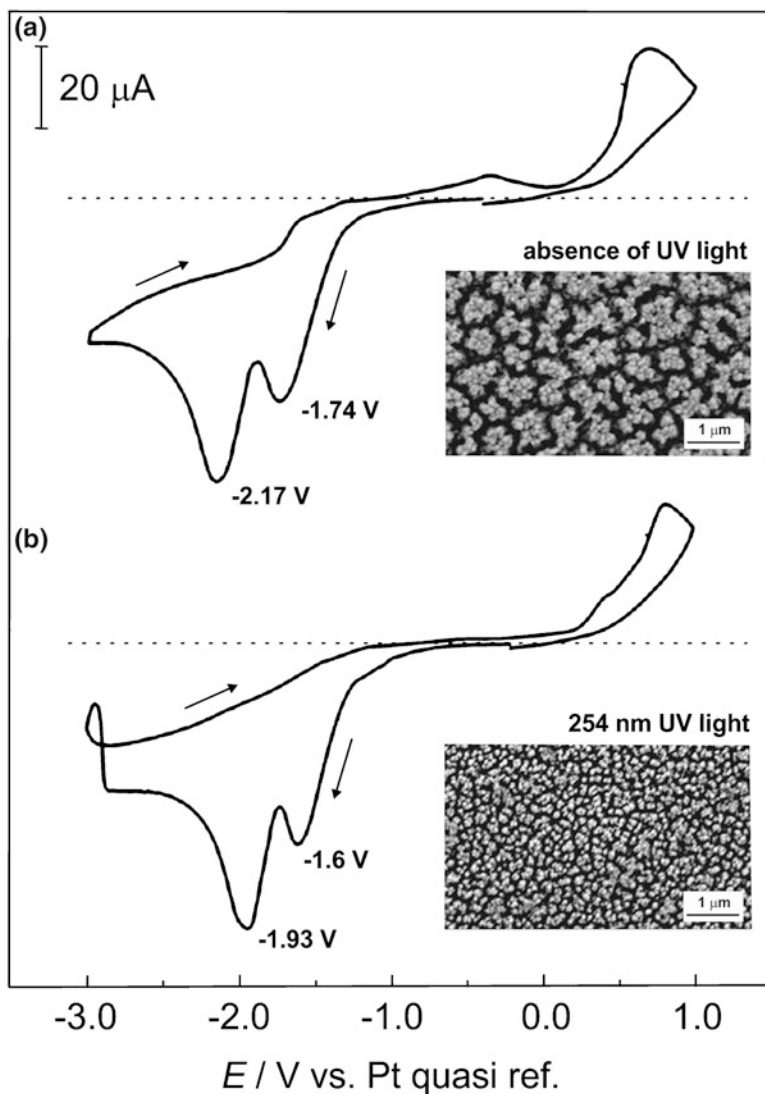 (a)
20 μA
absence of UV light
1 μm
-1.74 V
-2.17 V
(b)
254 nm UV light
1 μm
-1.6 V
-1.93 V
-3.0 -2.0 -1.0 0.0 1.0
E / V vs. Pt quasi ref.